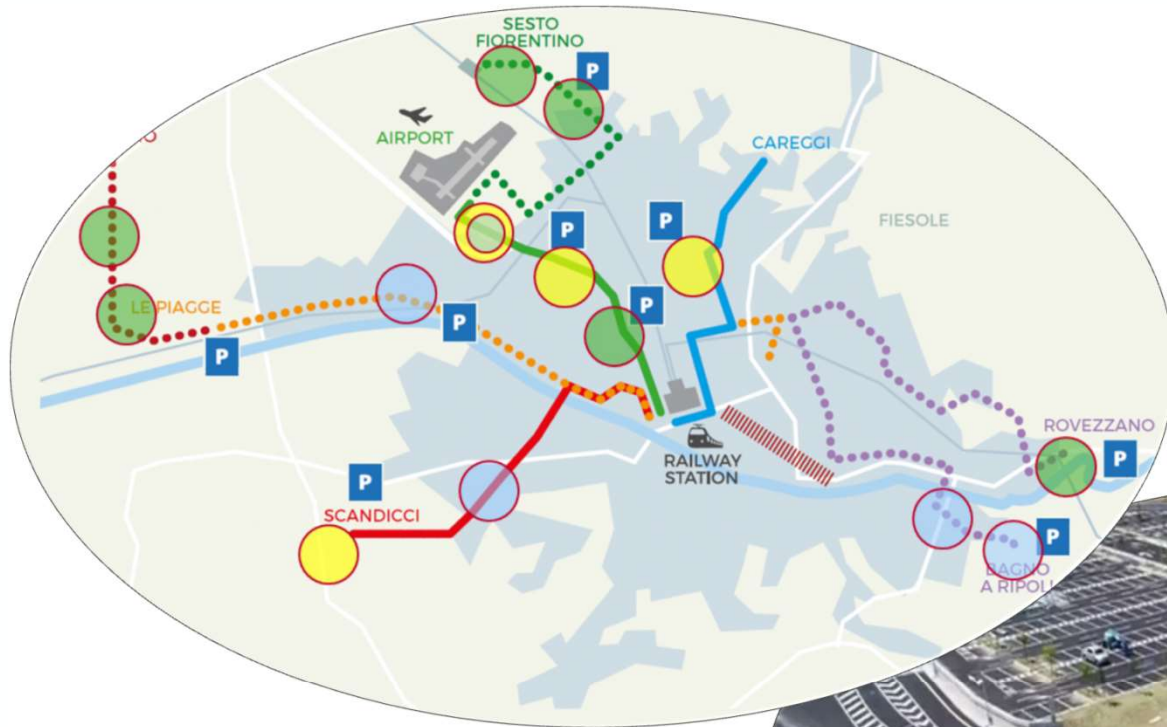 SESTO
FIORENTINO
P
AIRPORT
CAREGGI
P
P
FIESOLE
P
LE PIAGGE
P
P
ROVEZZANO
P
RAILWAY
STATION
P
SCANDICCI
P
BAGNO
A RIPOLI